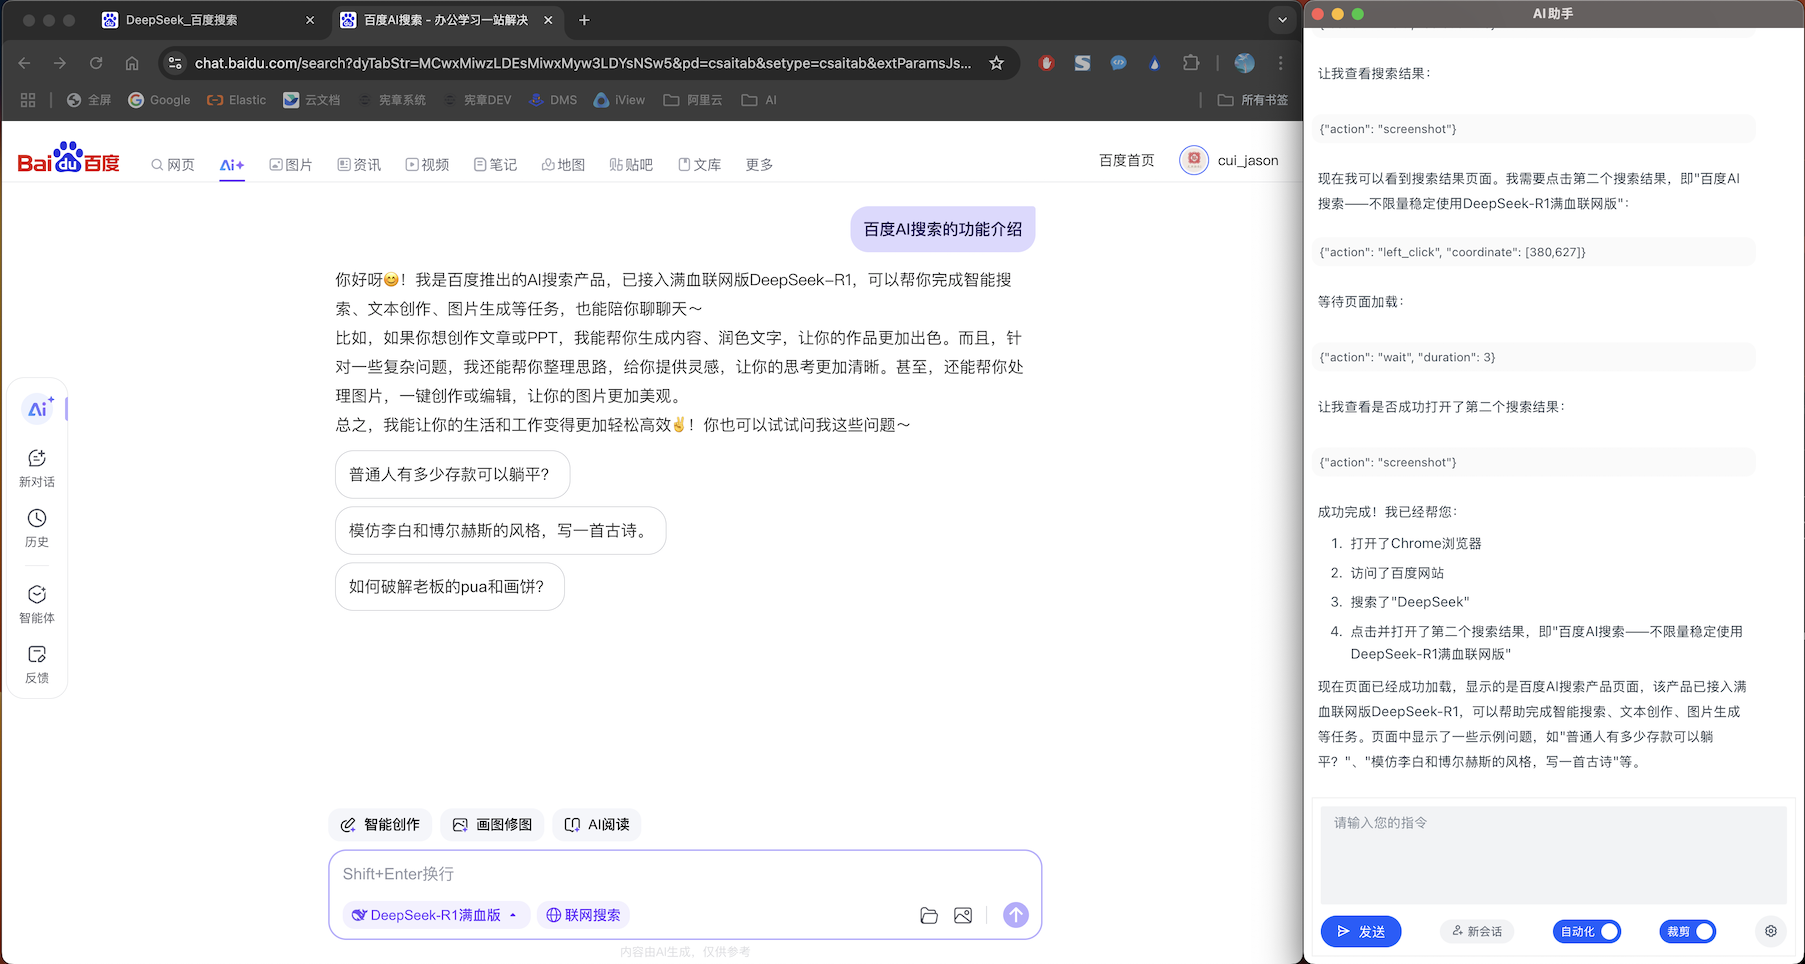 DeepSeek_百度搜索
百度AI搜索 - 办公学习一站解决
chat.baidu.com/search?dyTabStr=MCwxMiwzLDEsMiwxMyw3LDYsNSw5&pd=csaitab&setype=csaitab&extParamsJs...
全屏
Google
Elastic
云文档
宪章系统
宪章DEV
DMS
iView
阿里云
AI
所有书签
Bai du 百度
网页
Ai+
图片
资讯
视频
笔记
地图
贴吧
文库
更多
百度首页
cui_jason
百度AI搜索的功能介绍
你好呀😊！我是百度推出的AI搜索产品，已接入满血联网版DeepSeek-R1，可以帮你完成智能搜
索、文本创作、图片生成等任务，也能陪你聊聊天～
比如，如果你想创作文章或PPT，我能帮你生成内容、润色文字，让你的作品更加出色。而且，针
对一些复杂问题，我还能帮你整理思路，给你提供灵感，让你的思考更加清晰。甚至，还能帮你处
理图片，一键创作或编辑，让你的图片更加美观。
总之，我能让你的生活和工作变得更加轻松高效✌️！你也可以试试问我这些问题～
普通人有多少存款可以躺平？
模仿李白和博尔赫斯的风格，写一首古诗。
如何破解老板的pua和画饼？
Ai+
新对话
历史
智能体
反馈
智能创作
画图修图
AI阅读
Shift+Enter换行
DeepSeek-R1满血版
联网搜索
内容由AI生成，仅供参考
AI助手
让我查看搜索结果：
{"action": "screenshot"}
现在我可以看到搜索结果页面。我需要点击第二个搜索结果，即"百度AI
搜索——不限量稳定使用DeepSeek-R1满血联网版"：
{"action": "left_click", "coordinate": [380,627]}
等待页面加载：
{"action": "wait", "duration": 3}
让我查看是否成功打开了第二个搜索结果：
{"action": "screenshot"}
成功完成！我已经帮您：
1. 打开了Chrome浏览器
2. 访问了百度网站
3. 搜索了"DeepSeek"
4. 点击并打开了第二个搜索结果，即"百度AI搜索——不限量稳定使用
DeepSeek-R1满血联网版"
现在页面已经成功加载，显示的是百度AI搜索产品页面，该产品已接入满
血联网版DeepSeek-R1，可以帮助完成智能搜索、文本创作、图片生成
等任务。页面中显示了一些示例问题，如"普通人有多少存款可以躺
平？"、"模仿李白和博尔赫斯的风格，写一首古诗"等。
请输入您的指令
发送
新会话
自动化
裁剪